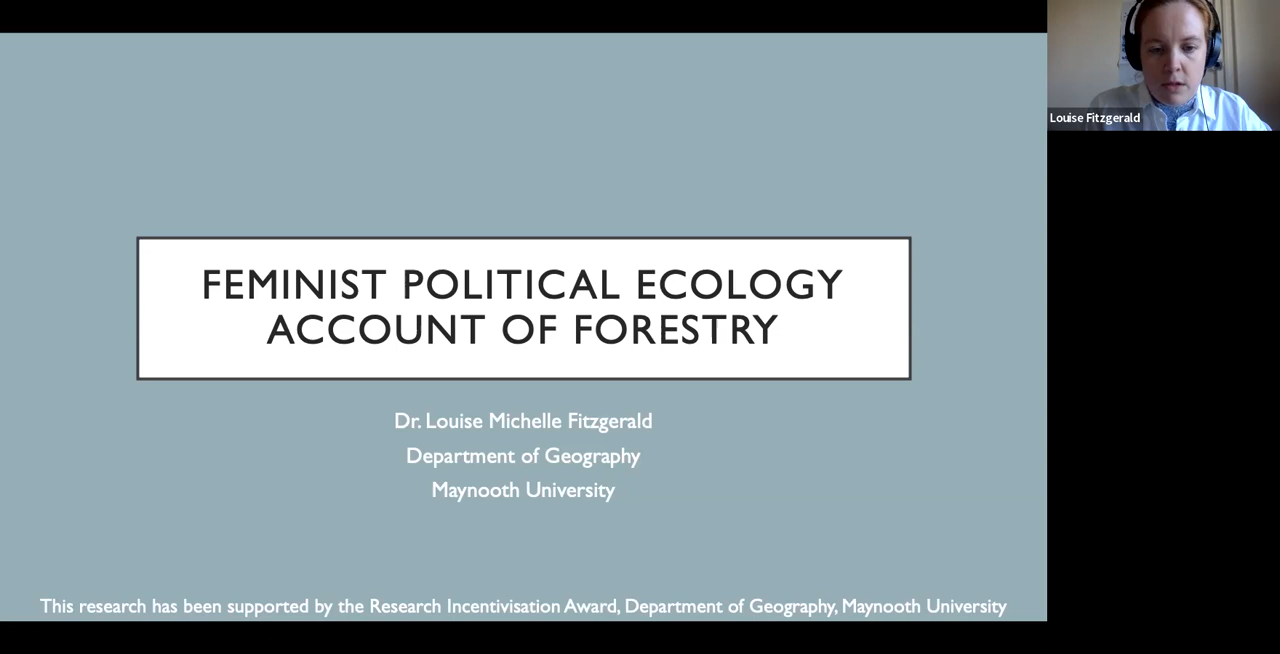 FEMINIST POLITICAL ECOLOGY
ACCOUNT OF FORESTRY
Dr. Louise Michelle Fitzgerald
Department of Geography
Maynooth University
This research has been supported by the Research Incentivisation Award, Department of Geography, Maynooth University
Louise Fitzgerald